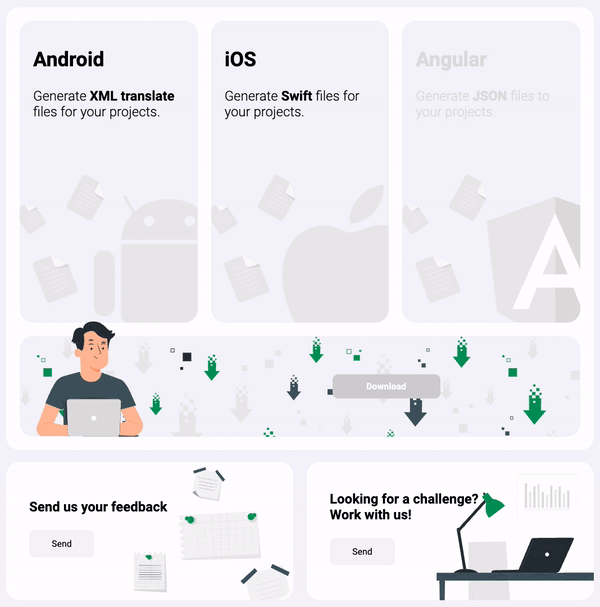 Android
Generate XML translate
files for your projects.
iOS
Generate Swift files for
your projects.
Angular
Generate JSON files to
your projects.
Download
Send us your feedback
Send
Looking for a challenge?
Work with us!
Send